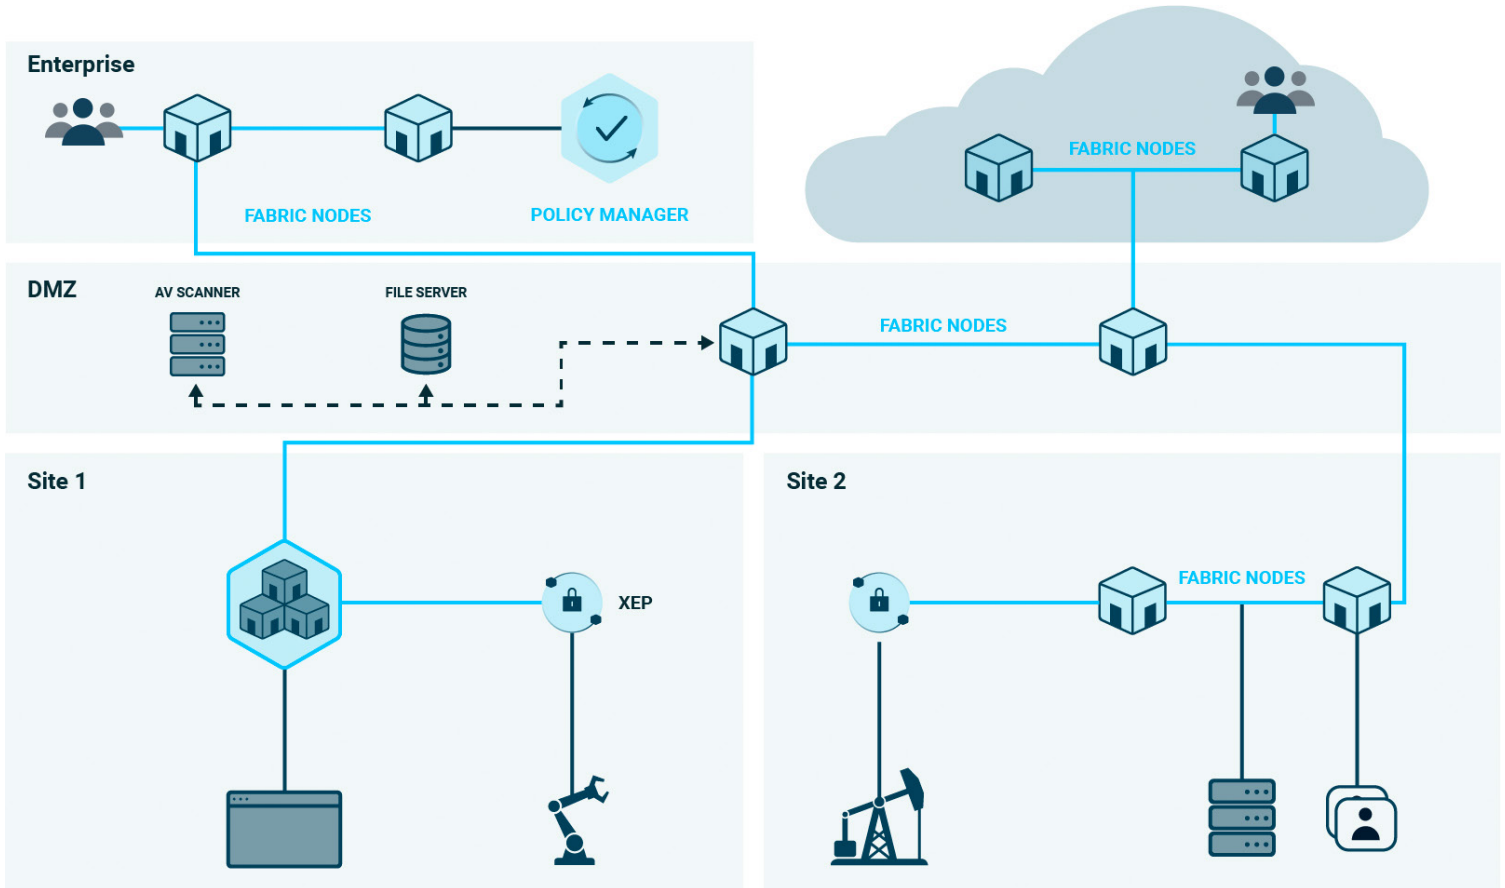 Enterprise
FABRIC NODES
POLICY MANAGER
FABRIC NODES
DMZ
AV SCANNER
FILE SERVER
FABRIC NODES
Site 1
XEP
Site 2
FABRIC NODES